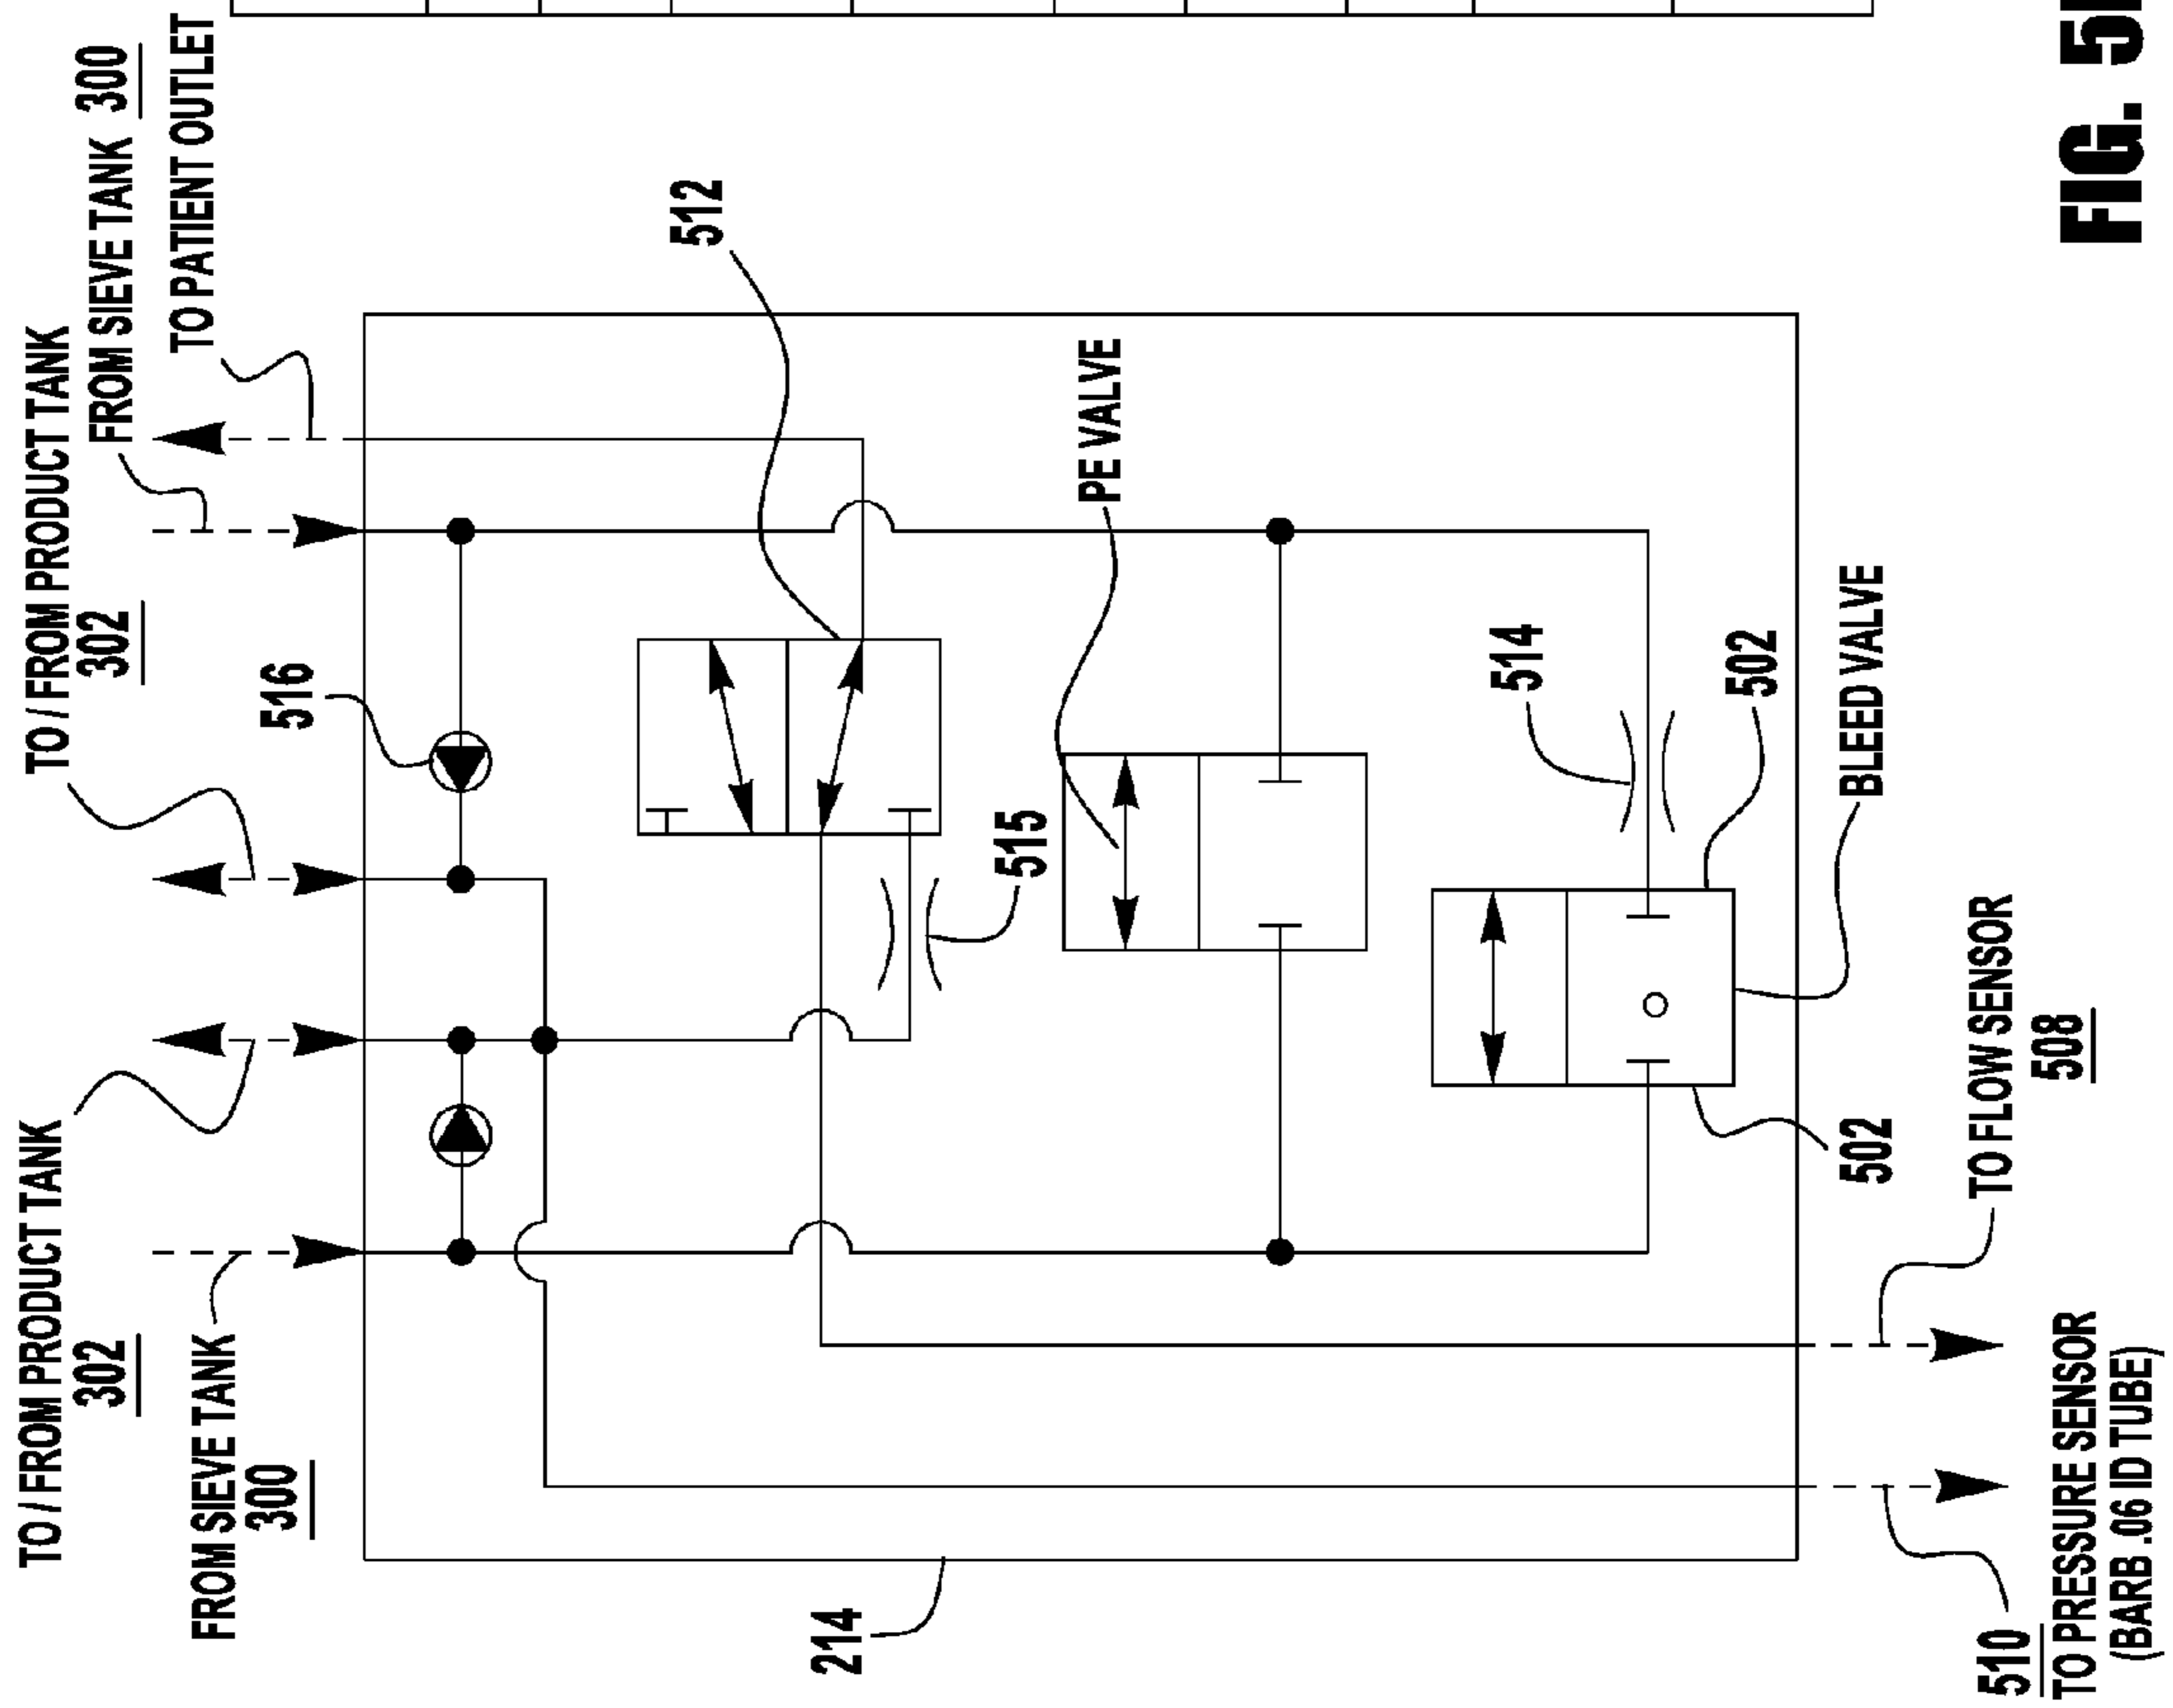 TO / FROM PRODUCT TANK
302
TO / FROM PRODUCT TANK
302
FROM SIEVE TANK 300
TO PATIENT OUTLET
FROM SIEVE TANK
300
516
512
214
515
PE VALVE
514
502
502
BLEED VALVE
TO FLOW SENSOR
508
510
TO PRESSURE SENSOR
(BARB .06 ID TUBE)
FIG. 5